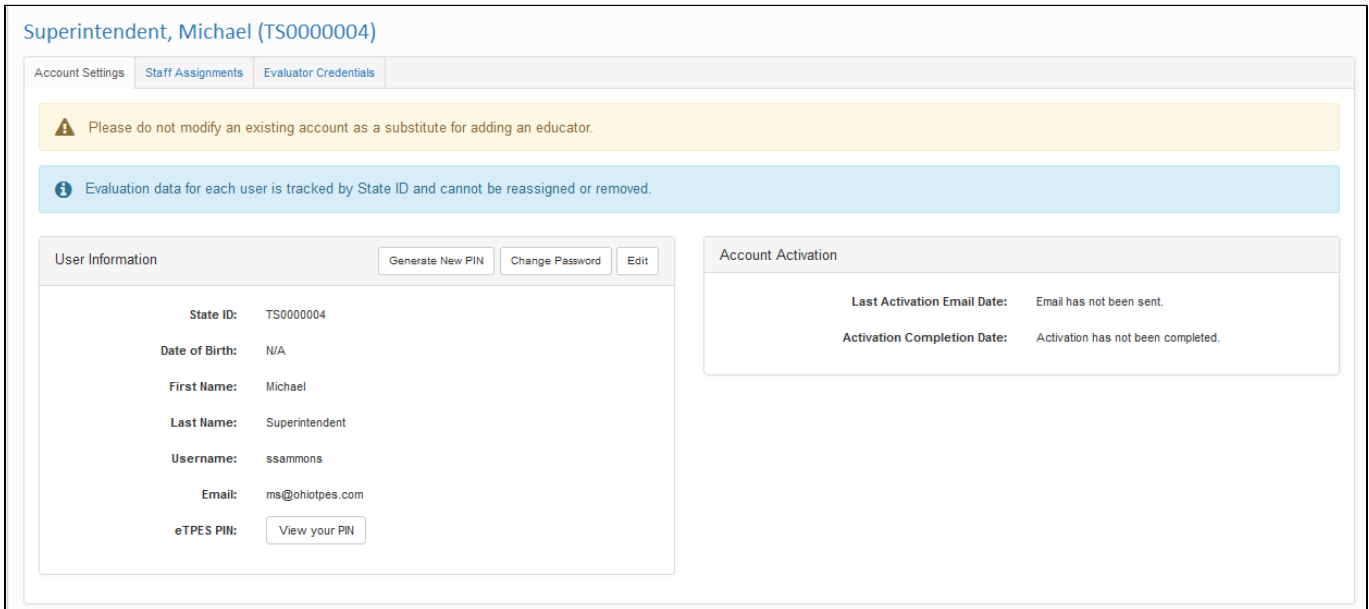 Superintendent, Michael (TS0000004)
Account Settings Staff Assignments Evaluator Credentials
Please do not modify an existing account as a substitute for adding an educator.
Evaluation data for each user is tracked by State ID and cannot be reassigned or removed.
User Information Generate New PIN Change Password Edit
State ID: TS0000004
Date of Birth: N/A
First Name: Michael
Last Name: Superintendent
Username: ssammons
Email: ms@ohiotpes.com
eTPES PIN: View your PIN
Account Activation
Last Activation Email Date: Email has not been sent.
Activation Completion Date: Activation has not been completed.